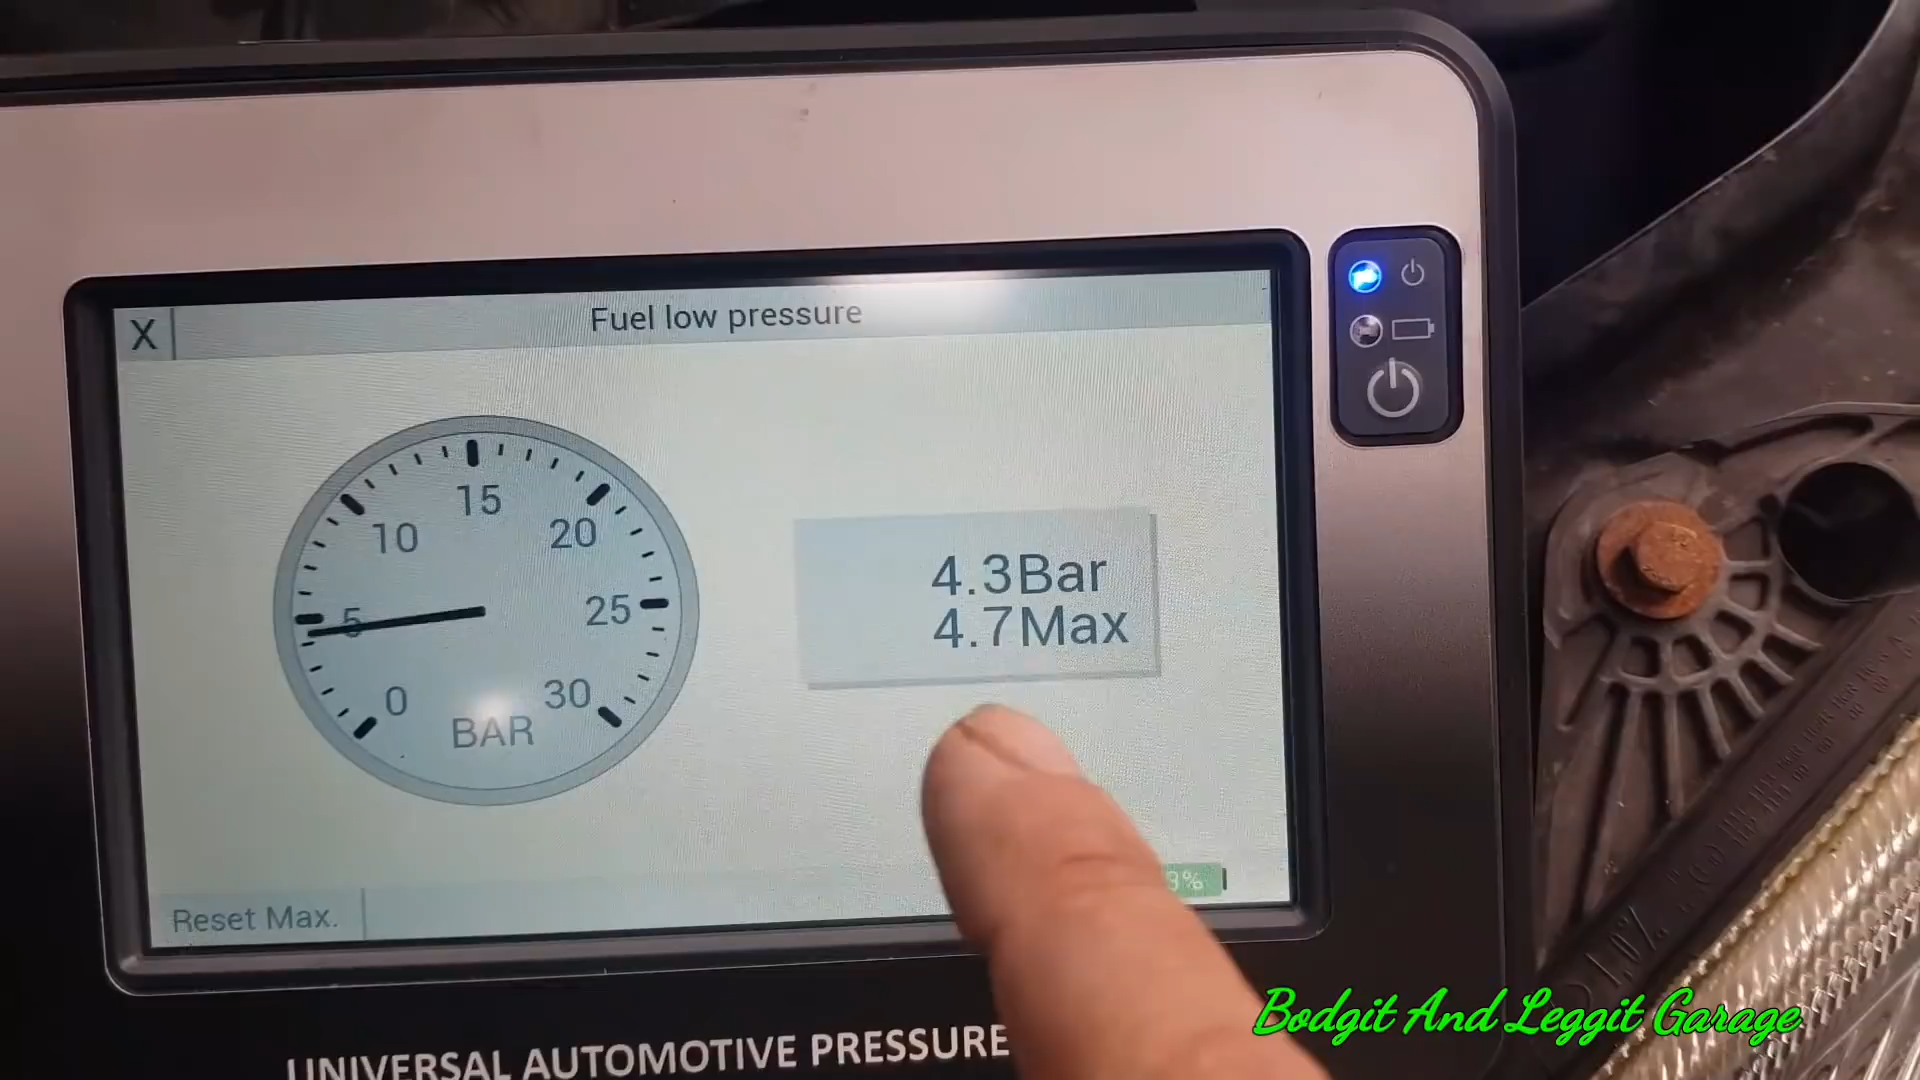 X
Fuel low pressure
15
10
20
5
25
0
30
BAR
4.3Bar
4.7Max
3%
Reset Max.
UNIVERSAL AUTOMOTIVE PRESSURE
Bodgit And Leggit Garage